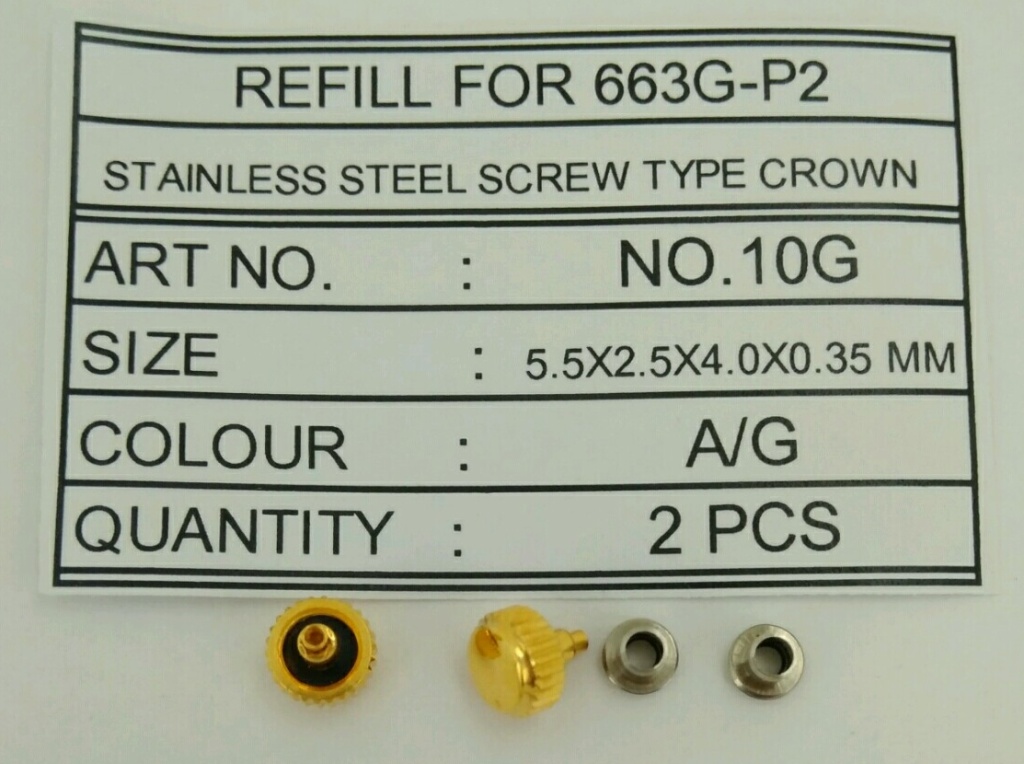 REFILL FOR 663G-P2
STAINLESS STEEL SCREW TYPE CROWN
ART NO. : NO.10G
SIZE : 5.5X2.5X4.0X0.35 MM
COLOUR : A/G
QUANTITY : 2 PCS